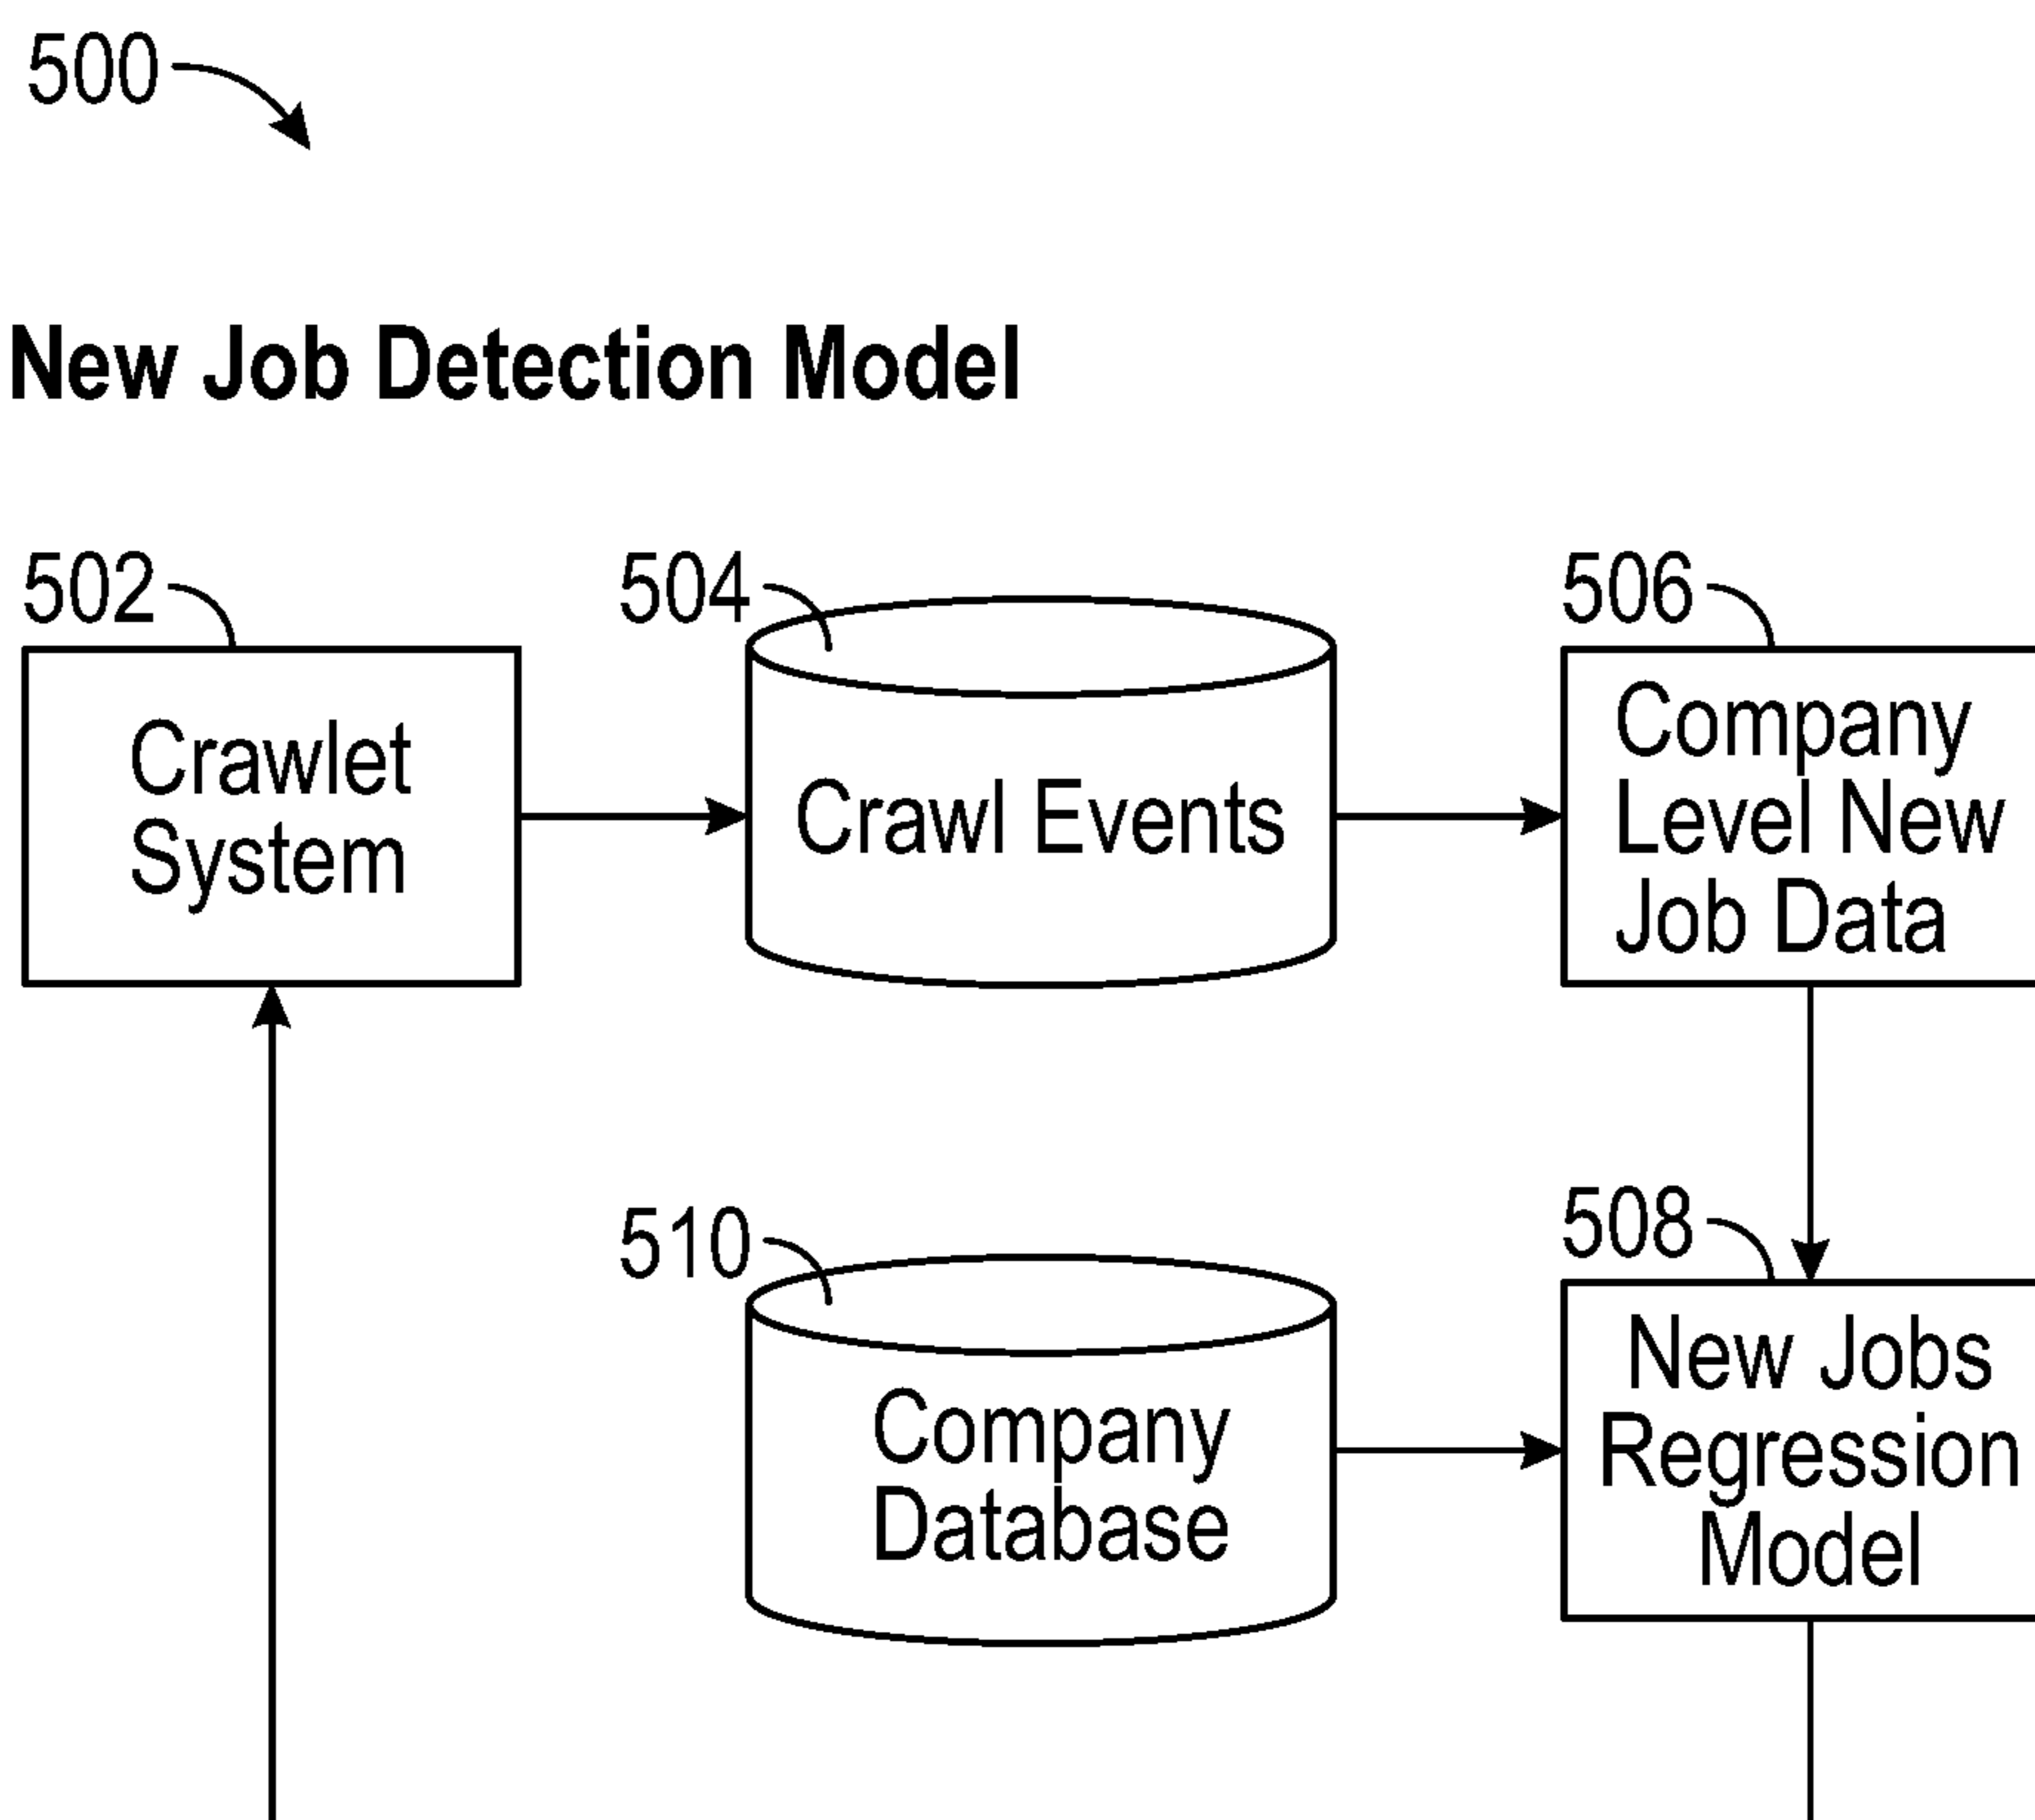 500
New Job Detection Model
502
504
506
Crawlet
System
Crawl Events
Company
Level New
Job Data
510
508
Company
Database
New Jobs
Regression
Model